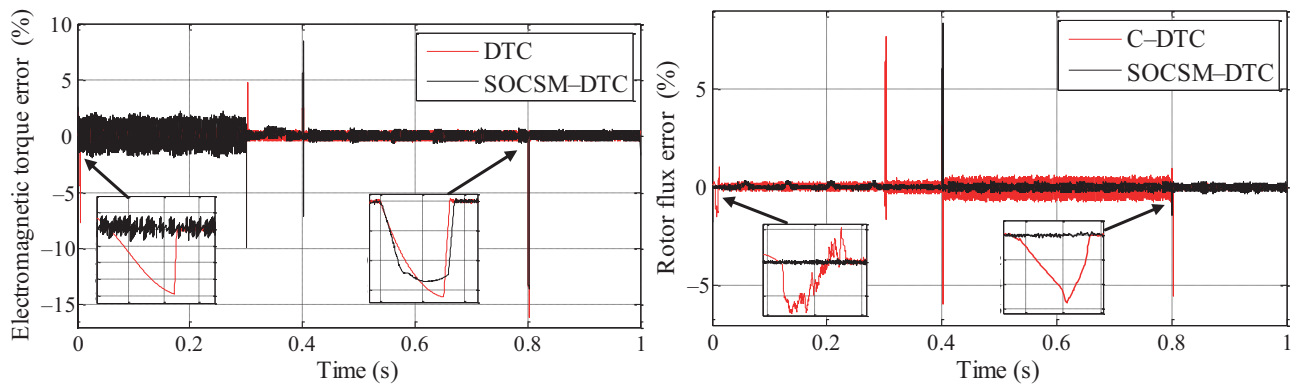 Electromagnetic torque error (%)
10
5
0
−5
−10
−15
DTC
SOCSM–DTC
0
0.2
0.4
0.6
0.8
1
Time (s)
Rotor flux error (%)
5
0
−5
C–DTC
SOCSM–DTC
0
0.2
0.4
0.6
0.8
1
Time (s)